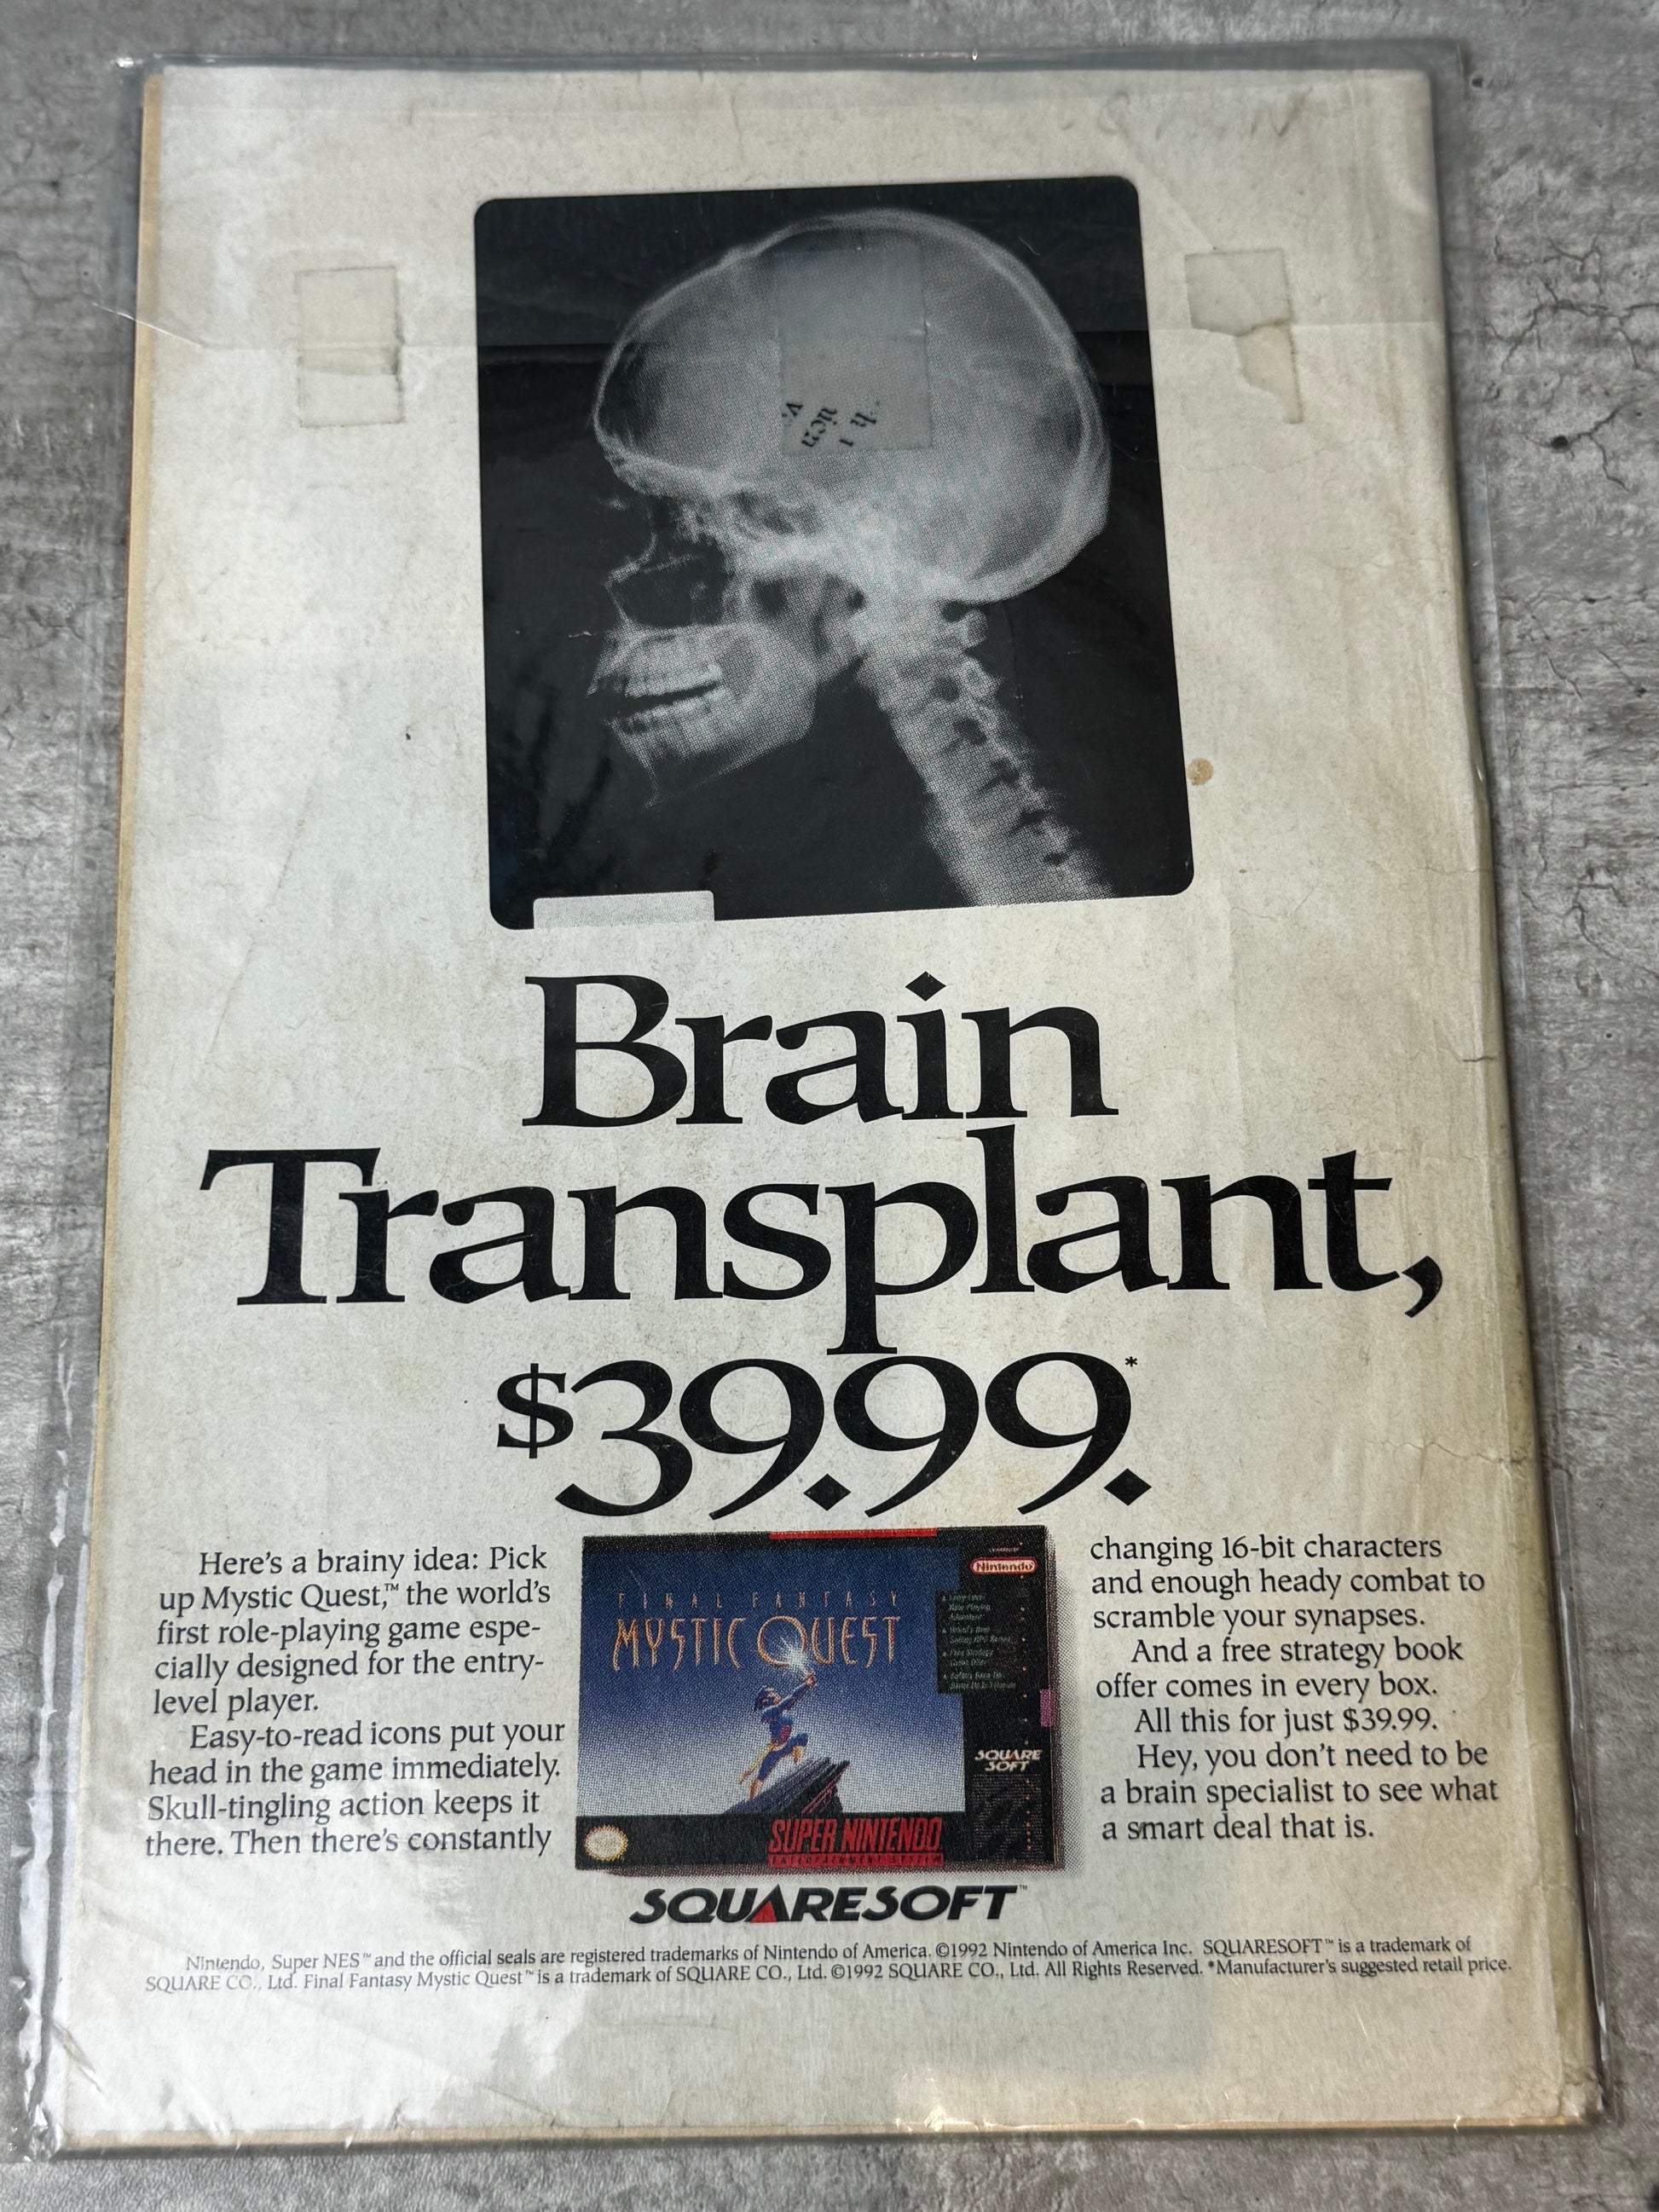 Brain
Transplant,
$39.99.*
Here's a brainy idea: Pick
up Mystic Quest,™ the world's
first role-playing game espe-
cially designed for the entry-
level player.
Easy-to-read icons put your
head in the game immediately.
Skull-tingling action keeps it
there. Then there's constantly
Nintendo
FINAL FANTASY
MYSTIC QUEST
SQUARE
SOFT
SUPER NINTENDO
ENTERTAINMENT SYSTEM
changing 16-bit characters
and enough heady combat to
scramble your synapses.
And a free strategy book
offer comes in every box.
All this for just $39.99.
Hey, you don't need to be
a brain specialist to see what
a smart deal that is.
SQUARESOFT™
Nintendo, Super NES™ and the official seals are registered trademarks of Nintendo of America. ©1992 Nintendo of America Inc. SQUARESOFT™ is a trademark of
SQUARE CO., Ltd. Final Fantasy Mystic Quest™ is a trademark of SQUARE CO., Ltd. ©1992 SQUARE CO., Ltd. All Rights Reserved. *Manufacturer's suggested retail price.